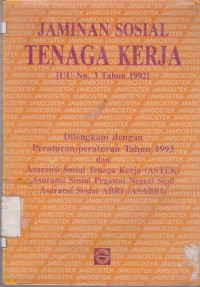 JAMINAN SOSIAL
TENAGA KERJA
[UU No. 3 Tahun 1992]
Dilengkapi dengan
Peraturan-peraturan Tahun 1993
dan
Asuransi Sosial Tenaga Kerja (ASTEK)
Asuransi Sosial Pegawai Negeri Sipil
Asuransi Sosial ABRI (ASABRI)